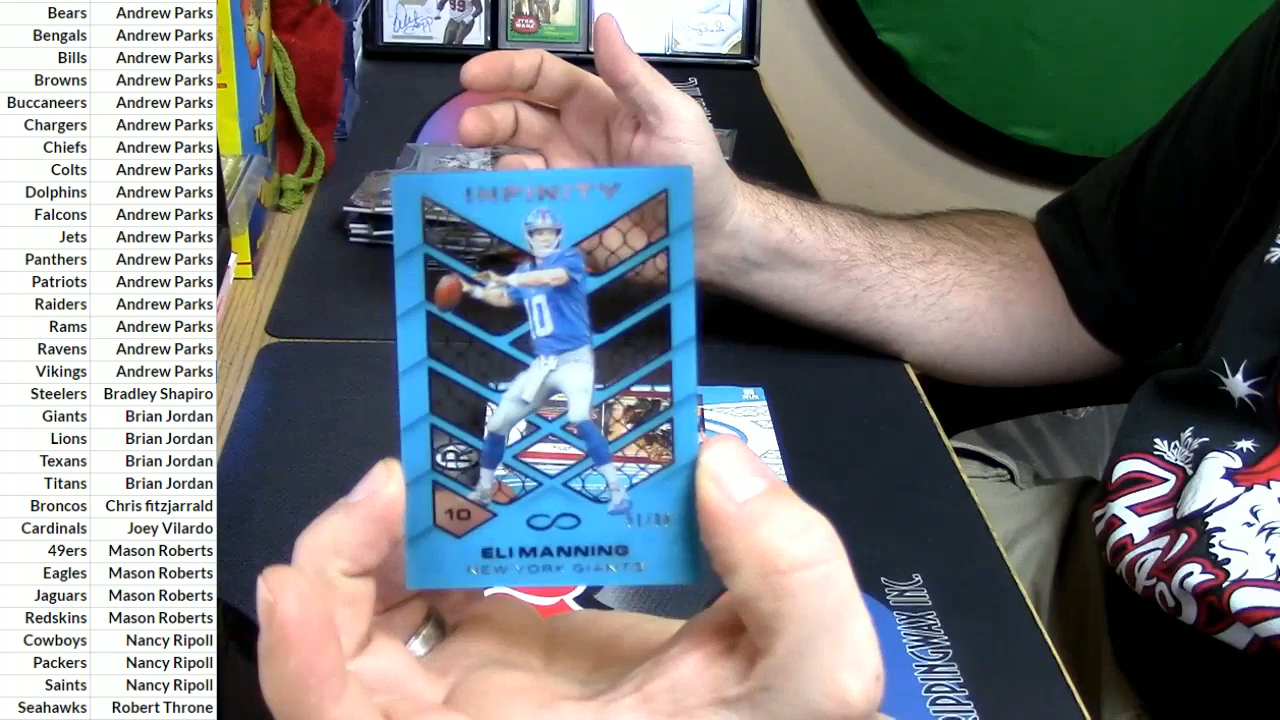 Bears Andrew Parks
Bengals Andrew Parks
Bills Andrew Parks
Browns Andrew Parks
Buccaneers Andrew Parks
Chargers Andrew Parks
Chiefs Andrew Parks
Colts Andrew Parks
Dolphins Andrew Parks
Falcons Andrew Parks
Jets Andrew Parks
Panthers Andrew Parks
Patriots Andrew Parks
Raiders Andrew Parks
Rams Andrew Parks
Ravens Andrew Parks
Vikings Andrew Parks
Steelers Bradley Shapiro
Giants Brian Jordan
Lions Brian Jordan
Texans Brian Jordan
Titans Brian Jordan
Broncos Chris fitzjarrald
Cardinals Joey Vilardo
49ers Mason Roberts
Eagles Mason Roberts
Jaguars Mason Roberts
Redskins Mason Roberts
Cowboys Nancy Ripoll
Packers Nancy Ripoll
Saints Nancy Ripoll
Seahawks Robert Throne
STAR WARS
INFINITY
10
10
ELI MANNING
NEW YORK GIANTS
RIPPINGWAX INC